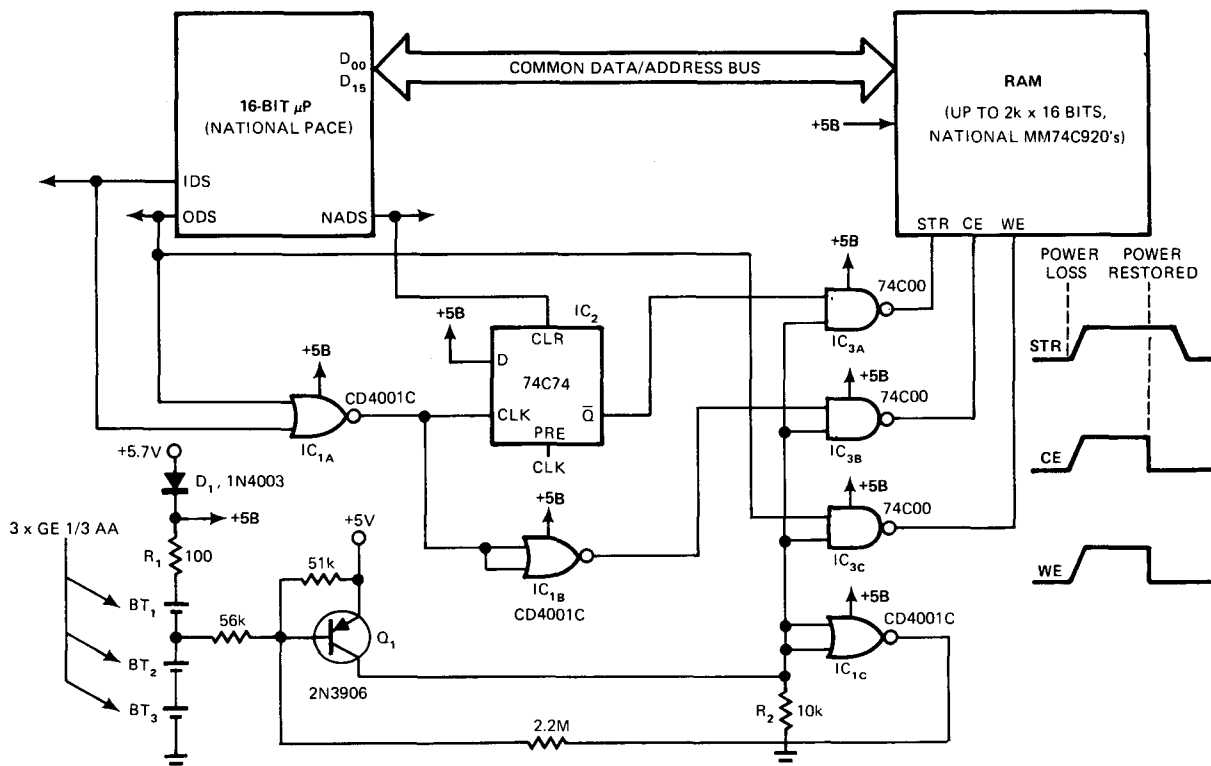 D00
D15
16-BIT μP
(NATIONAL PACE)
IDS
ODS
NADS
COMMON DATA/ADDRESS BUS
RAM
(UP TO 2k x 16 BITS,
NATIONAL MM74C920's)
+5B
STR CE WE
POWER LOSS
POWER RESTORED
STR
CE
WE
+5B
74C00
IC3A
+5B
74C00
IC3B
+5B
74C00
IC3C
+5B
CD4001C
IC1C
+5B
IC2
CLR
D
74C74
CLK
Q̅
PRE
CLK
+5B
CD4001C
IC1A
+5B
IC1B
CD4001C
+5.7V
D1, 1N4003
+5B
3 x GE 1/3 AA
R1
100
BT1
BT2
BT3
56k
51k
+5V
Q1
2N3906
2.2M
R2
10k